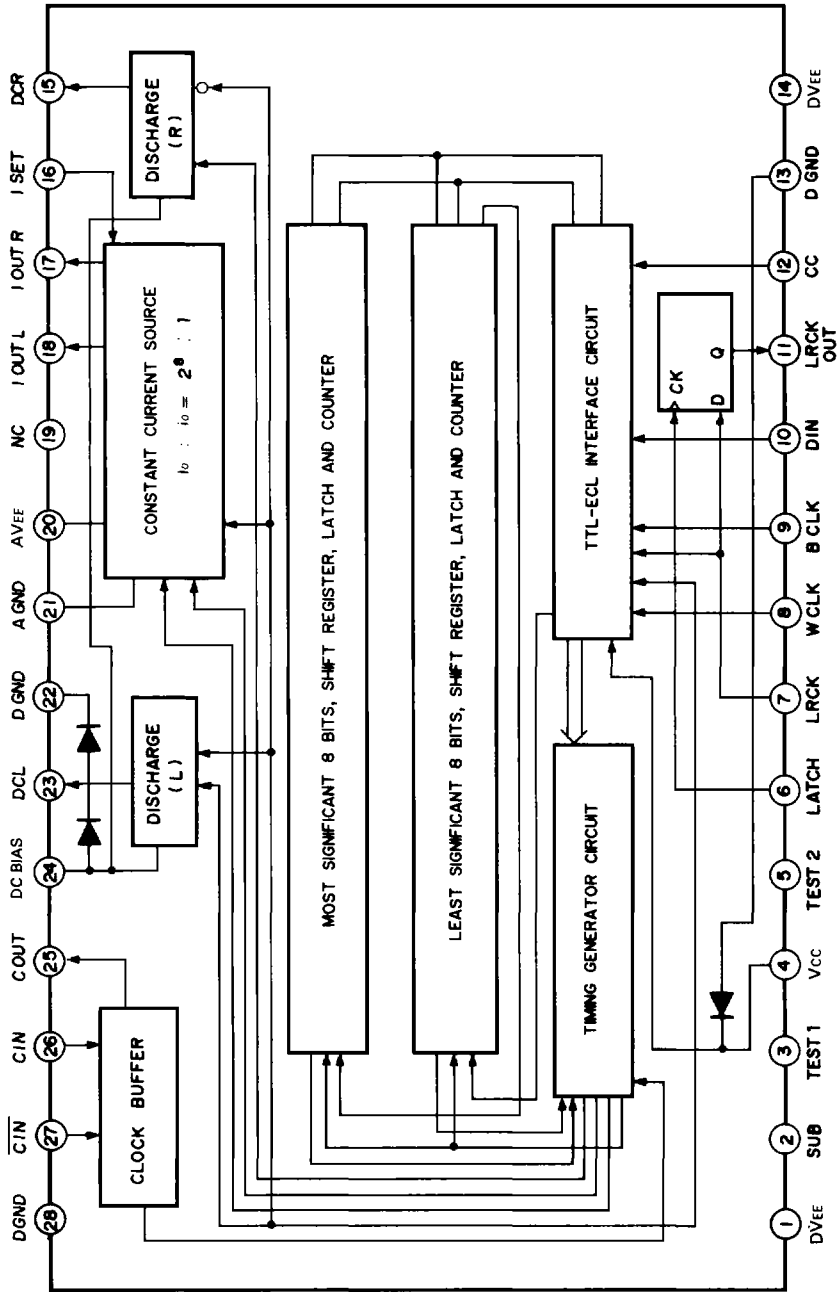 DGND
28
CIN
27
CIN
26
COUT
25
DC BIAS
24
DCL
23
DGND
22
A GND
21
AVEE
20
NC
19
I OUT L
18
I OUT R
17
I SET
16
DCR
15
CLOCK BUFFER
DISCHARGE
(L)
CONSTANT CURRENT SOURCE
Io : io = 2⁸ : 1
DISCHARGE
(R)
MOST SIGNIFICANT 8 BITS, SHIFT REGISTER, LATCH AND COUNTER
LEAST SIGNIFICANT 8 BITS, SHIFT REGISTER, LATCH AND COUNTER
TIMING GENERATOR CIRCUIT
TTL-ECL INTERFACE CIRCUIT
CK
D
Q
1
DVEE
2
SUB
3
TEST 1
4
VCC
5
TEST 2
6
LATCH
7
LRCK
8
W CLK
9
B CLK
10
DIN
11
LRCK
OUT
12
CC
13
D GND
14
DVEE